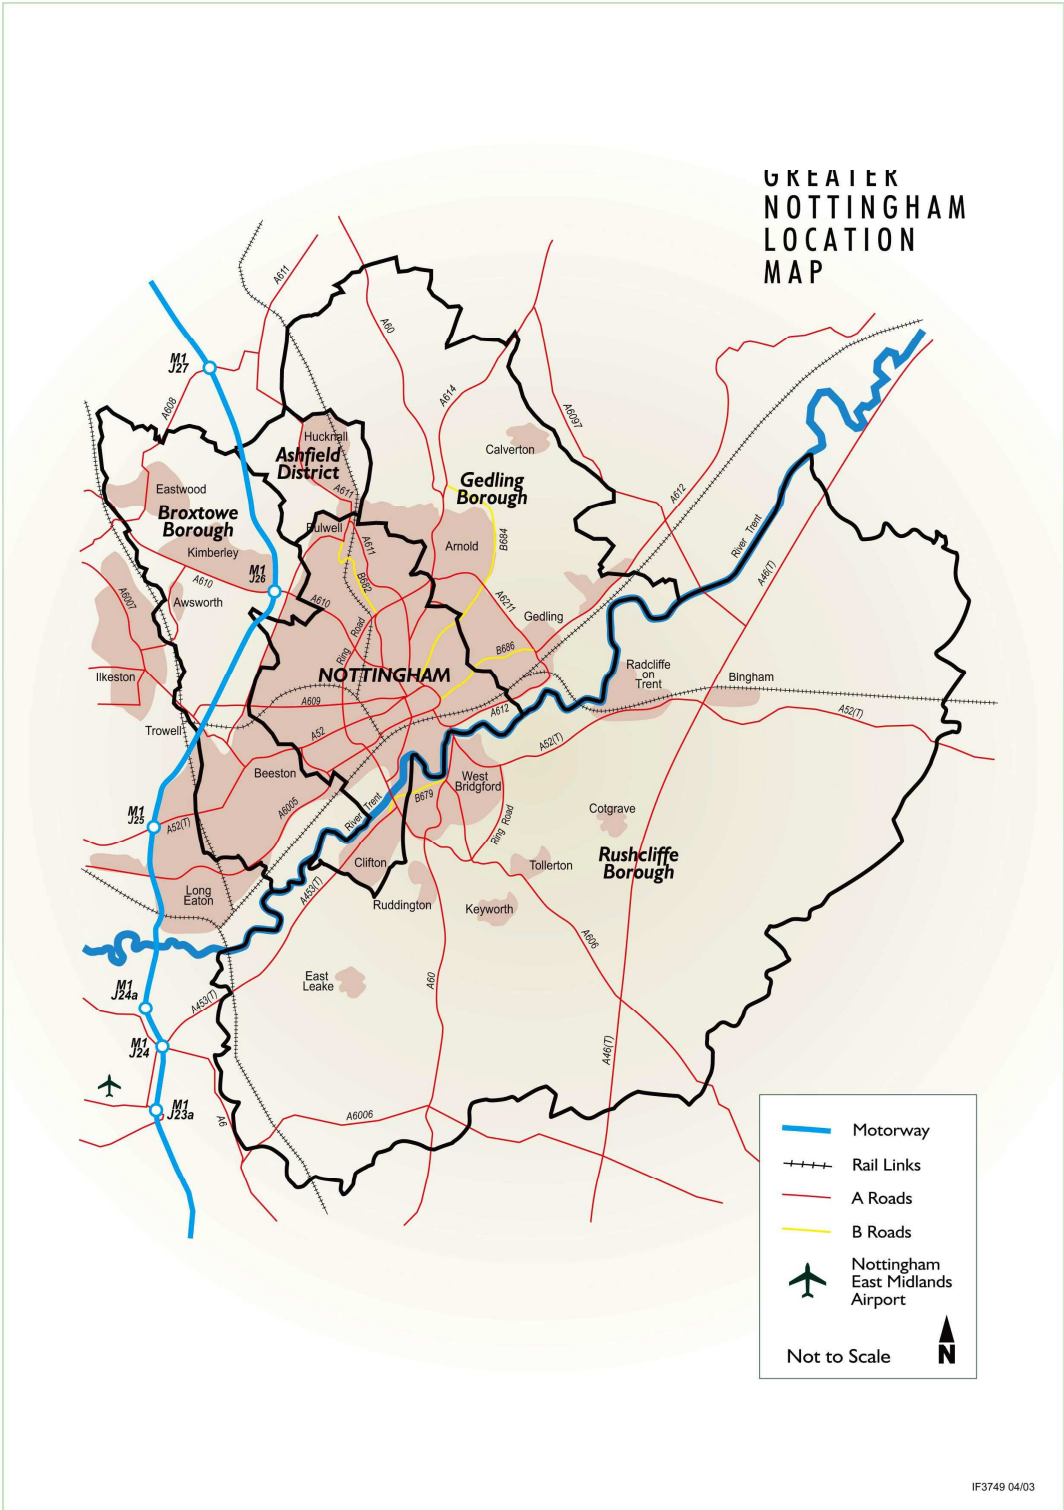 GREATER
NOTTINGHAM
LOCATION
MAP
A611
A60
M1
J27
A614
A608
A6097
Hucknall
Calverton
Ashfield
District
Gedling
Borough
A611
A612
Eastwood
Broxtowe
Borough
Bulwell
River Trent
A611
Arnold
B684
Kimberley
M1
J26
A610
B682
A46(T)
A6007
Awsworth
A610
A6211
Gedling
Ring Road
B686
NOTTINGHAM
Radcliffe
on
Trent
Bingham
Ilkeston
A609
A612
A52(T)
Trowell
A52
A52(T)
Beeston
West
Bridgford
B679
A6005
River Trent
Cotgrave
M1
J25
A52(T)
Ring Road
Rushcliffe
Borough
Clifton
Tollerton
Long
Eaton
A453(T)
Ruddington
Keyworth
A606
East
Leake
A60
M1
J24a
A453(T)
M1
J24
A46(T)
M1
J23a
A6
A6006
Motorway
Rail Links
A Roads
B Roads
Nottingham
East Midlands
Airport
Not to Scale
N
IF3749 04/03